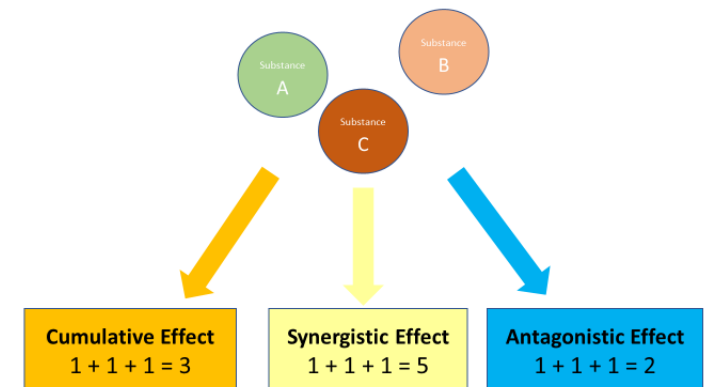 Substance
A
Substance
B
Substance
C
Cumulative Effect
1 + 1 + 1 = 3
Synergistic Effect
1 + 1 + 1 = 5
Antagonistic Effect
1 + 1 + 1 = 2